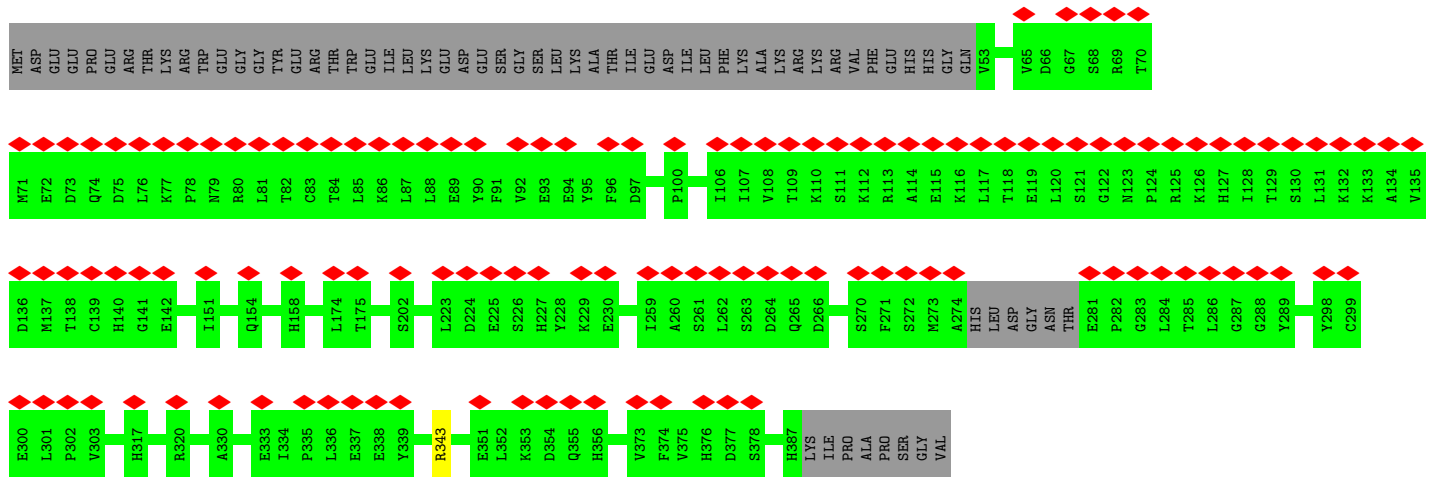 MET ASP GLU GLU PRO GLU ARG THR LYS ARG TRP GLU GLY GLY TYR GLU ARG THR TRP GLU ILE LEU LYS GLU ASP GLU SER GLY SER LEU LYS ALA THR ILE GLU ASP ILE LEU PHE LYS ALA LYS ARG LYS ARG VAL PHE GLU HIS HIS GLY GLN V53 V65 D66 G67 S68 R69 T70
M71 E72 D73 Q74 D75 L76 K77 P78 N79 R80 L81 T82 C83 T84 L85 K86 L87 L88 E89 Y90 F91 V92 E93 E94 Y95 F96 D97 P100 I106 I107 V108 T109 K110 S111 K112 R113 A114 E115 K116 L117 T118 E119 L120 S121 G122 N123 P124 R125 K126 H127 I128 T129 S130 L131 K132 K133 A134 V135
D136 M137 T138 C139 H140 G141 E142 I151 Q154 H158 L174 T175 S202 L223 D224 E225 S226 H227 Y228 K229 E230 I259 A260 S261 L262 S263 D264 Q265 D266 S270 F271 S272 M273 A274 HIS LEU ASP GLY ASN THR E281 P282 G283 L284 T285 L286 G287 G288 Y289 Y298 C299
E300 L301 P302 V303 H317 R320 A330 E333 I334 P335 L336 E337 E338 Y339 R343 E351 L352 K353 D354 Q355 H356 V373 F374 V375 H376 D377 S378 H387 LYS ILE PRO ALA PRO SER GLY VAL